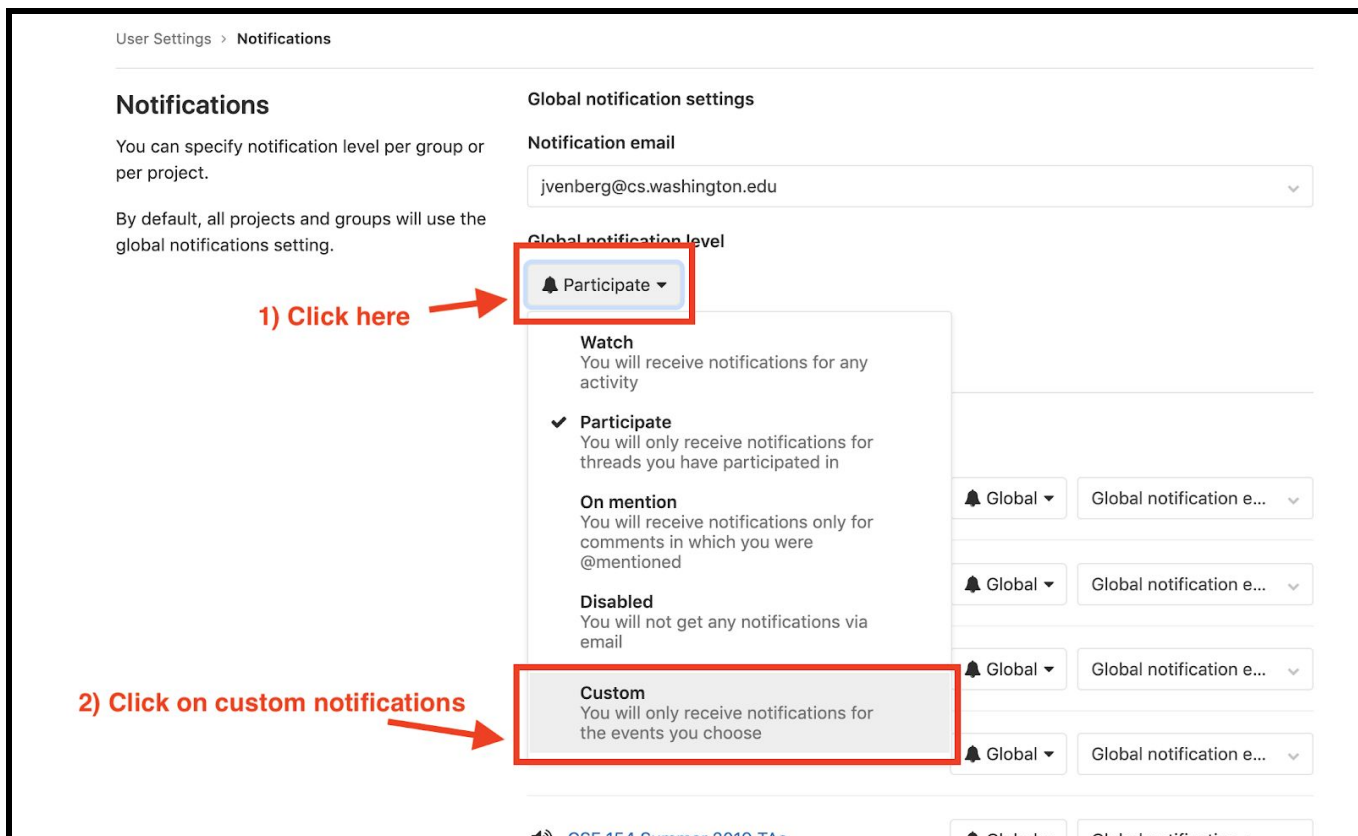 User Settings > Notifications
Notifications
You can specify notification level per group or
per project.
By default, all projects and groups will use the
global notifications setting.
Global notification settings
Notification email
jvenberg@cs.washington.edu
Global notification level
Participate
1) Click here
Watch
You will receive notifications for any
activity
Participate
You will only receive notifications for
threads you have participated in
On mention
You will receive notifications only for
comments in which you were
@mentioned
Disabled
You will not get any notifications via
email
Custom
You will only receive notifications for
the events you choose
2) Click on custom notifications
Global Global notification e...
Global Global notification e...
Global Global notification e...
Global Global notification e...
CSE 154 Summer 2019 TAs